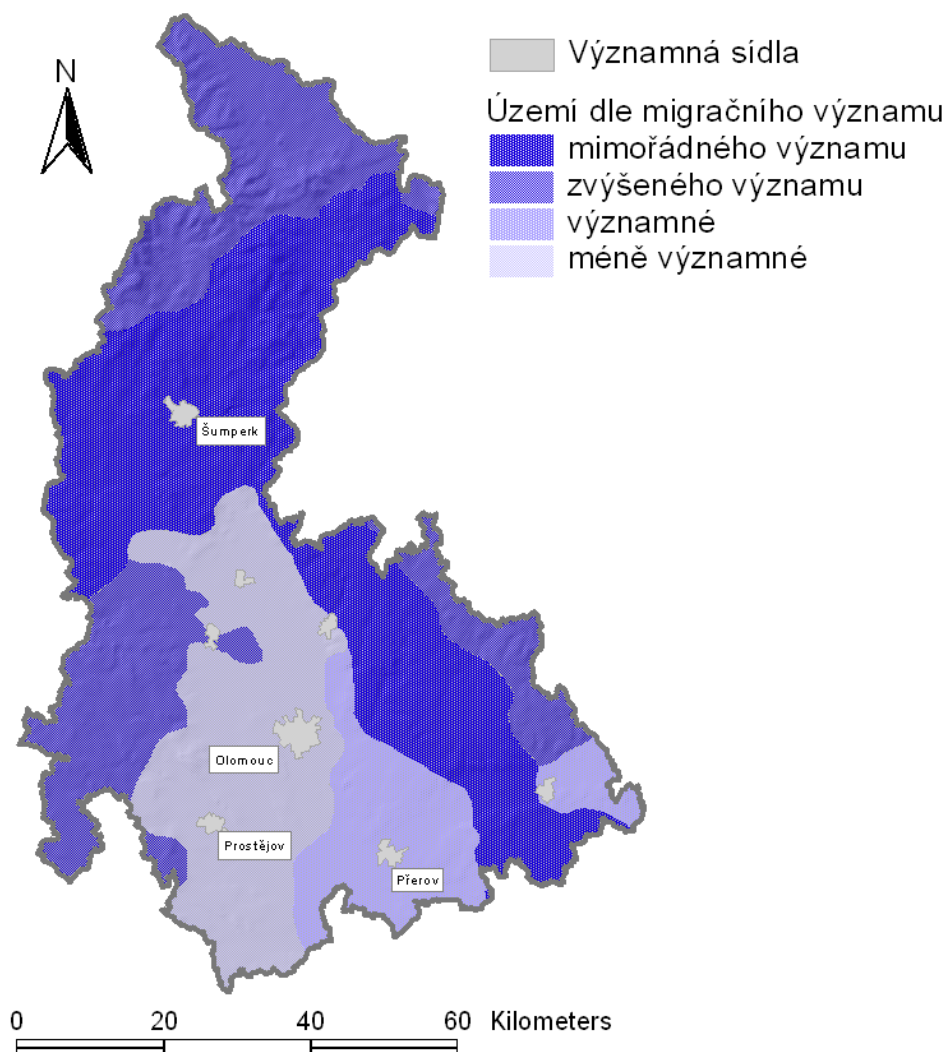 N
Významná sídla
Území dle migračního významu
mimořádného významu
zvýšeného významu
významné
méně významné
Šumperk
Olomouc
Prostějov
Přerov
0 20 40 60 Kilometers